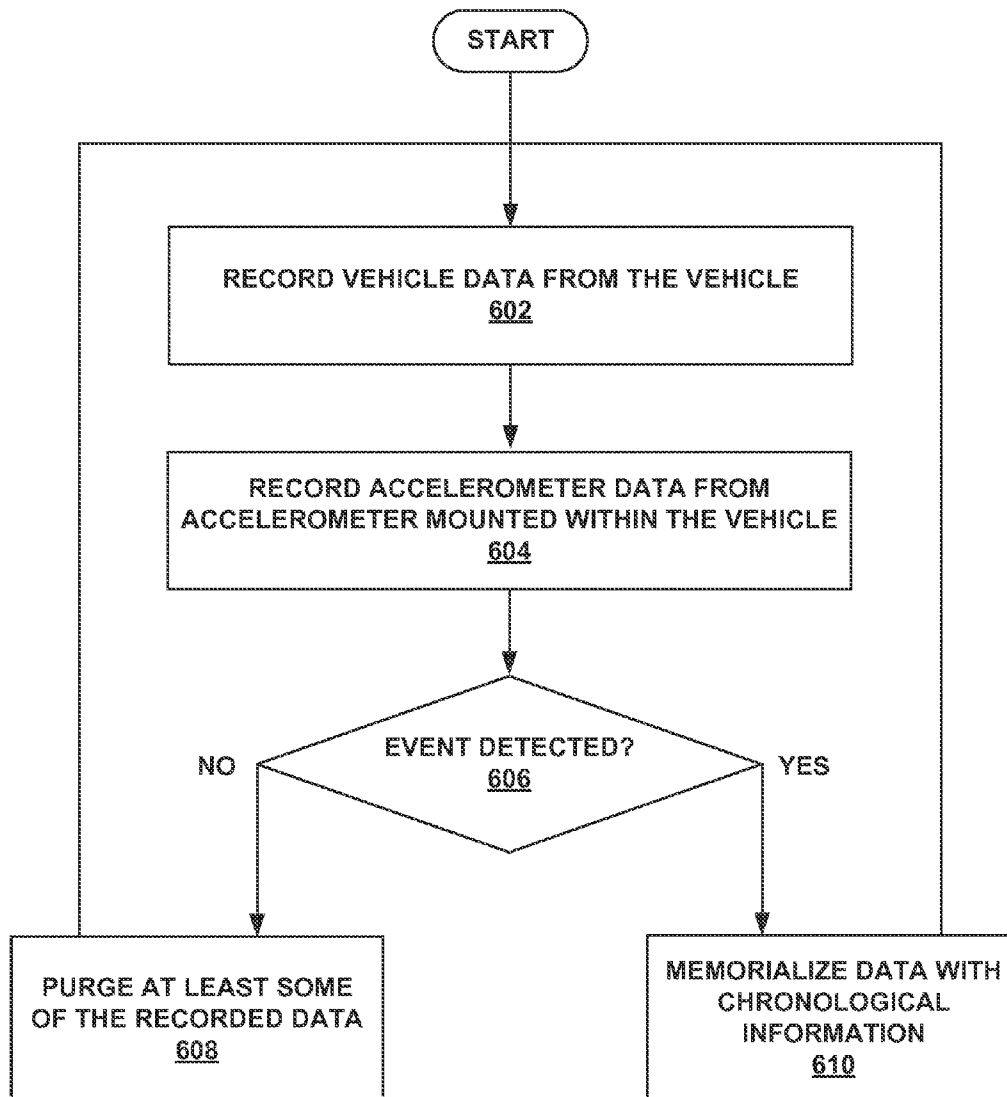 START
RECORD VEHICLE DATA FROM THE VEHICLE
602
RECORD ACCELEROMETER DATA FROM
ACCELEROMETER MOUNTED WITHIN THE VEHICLE
604
EVENT DETECTED?
606
NO
YES
PURGE AT LEAST SOME
OF THE RECORDED DATA
608
MEMORIALIZE DATA WITH
CHRONOLOGICAL
INFORMATION
610